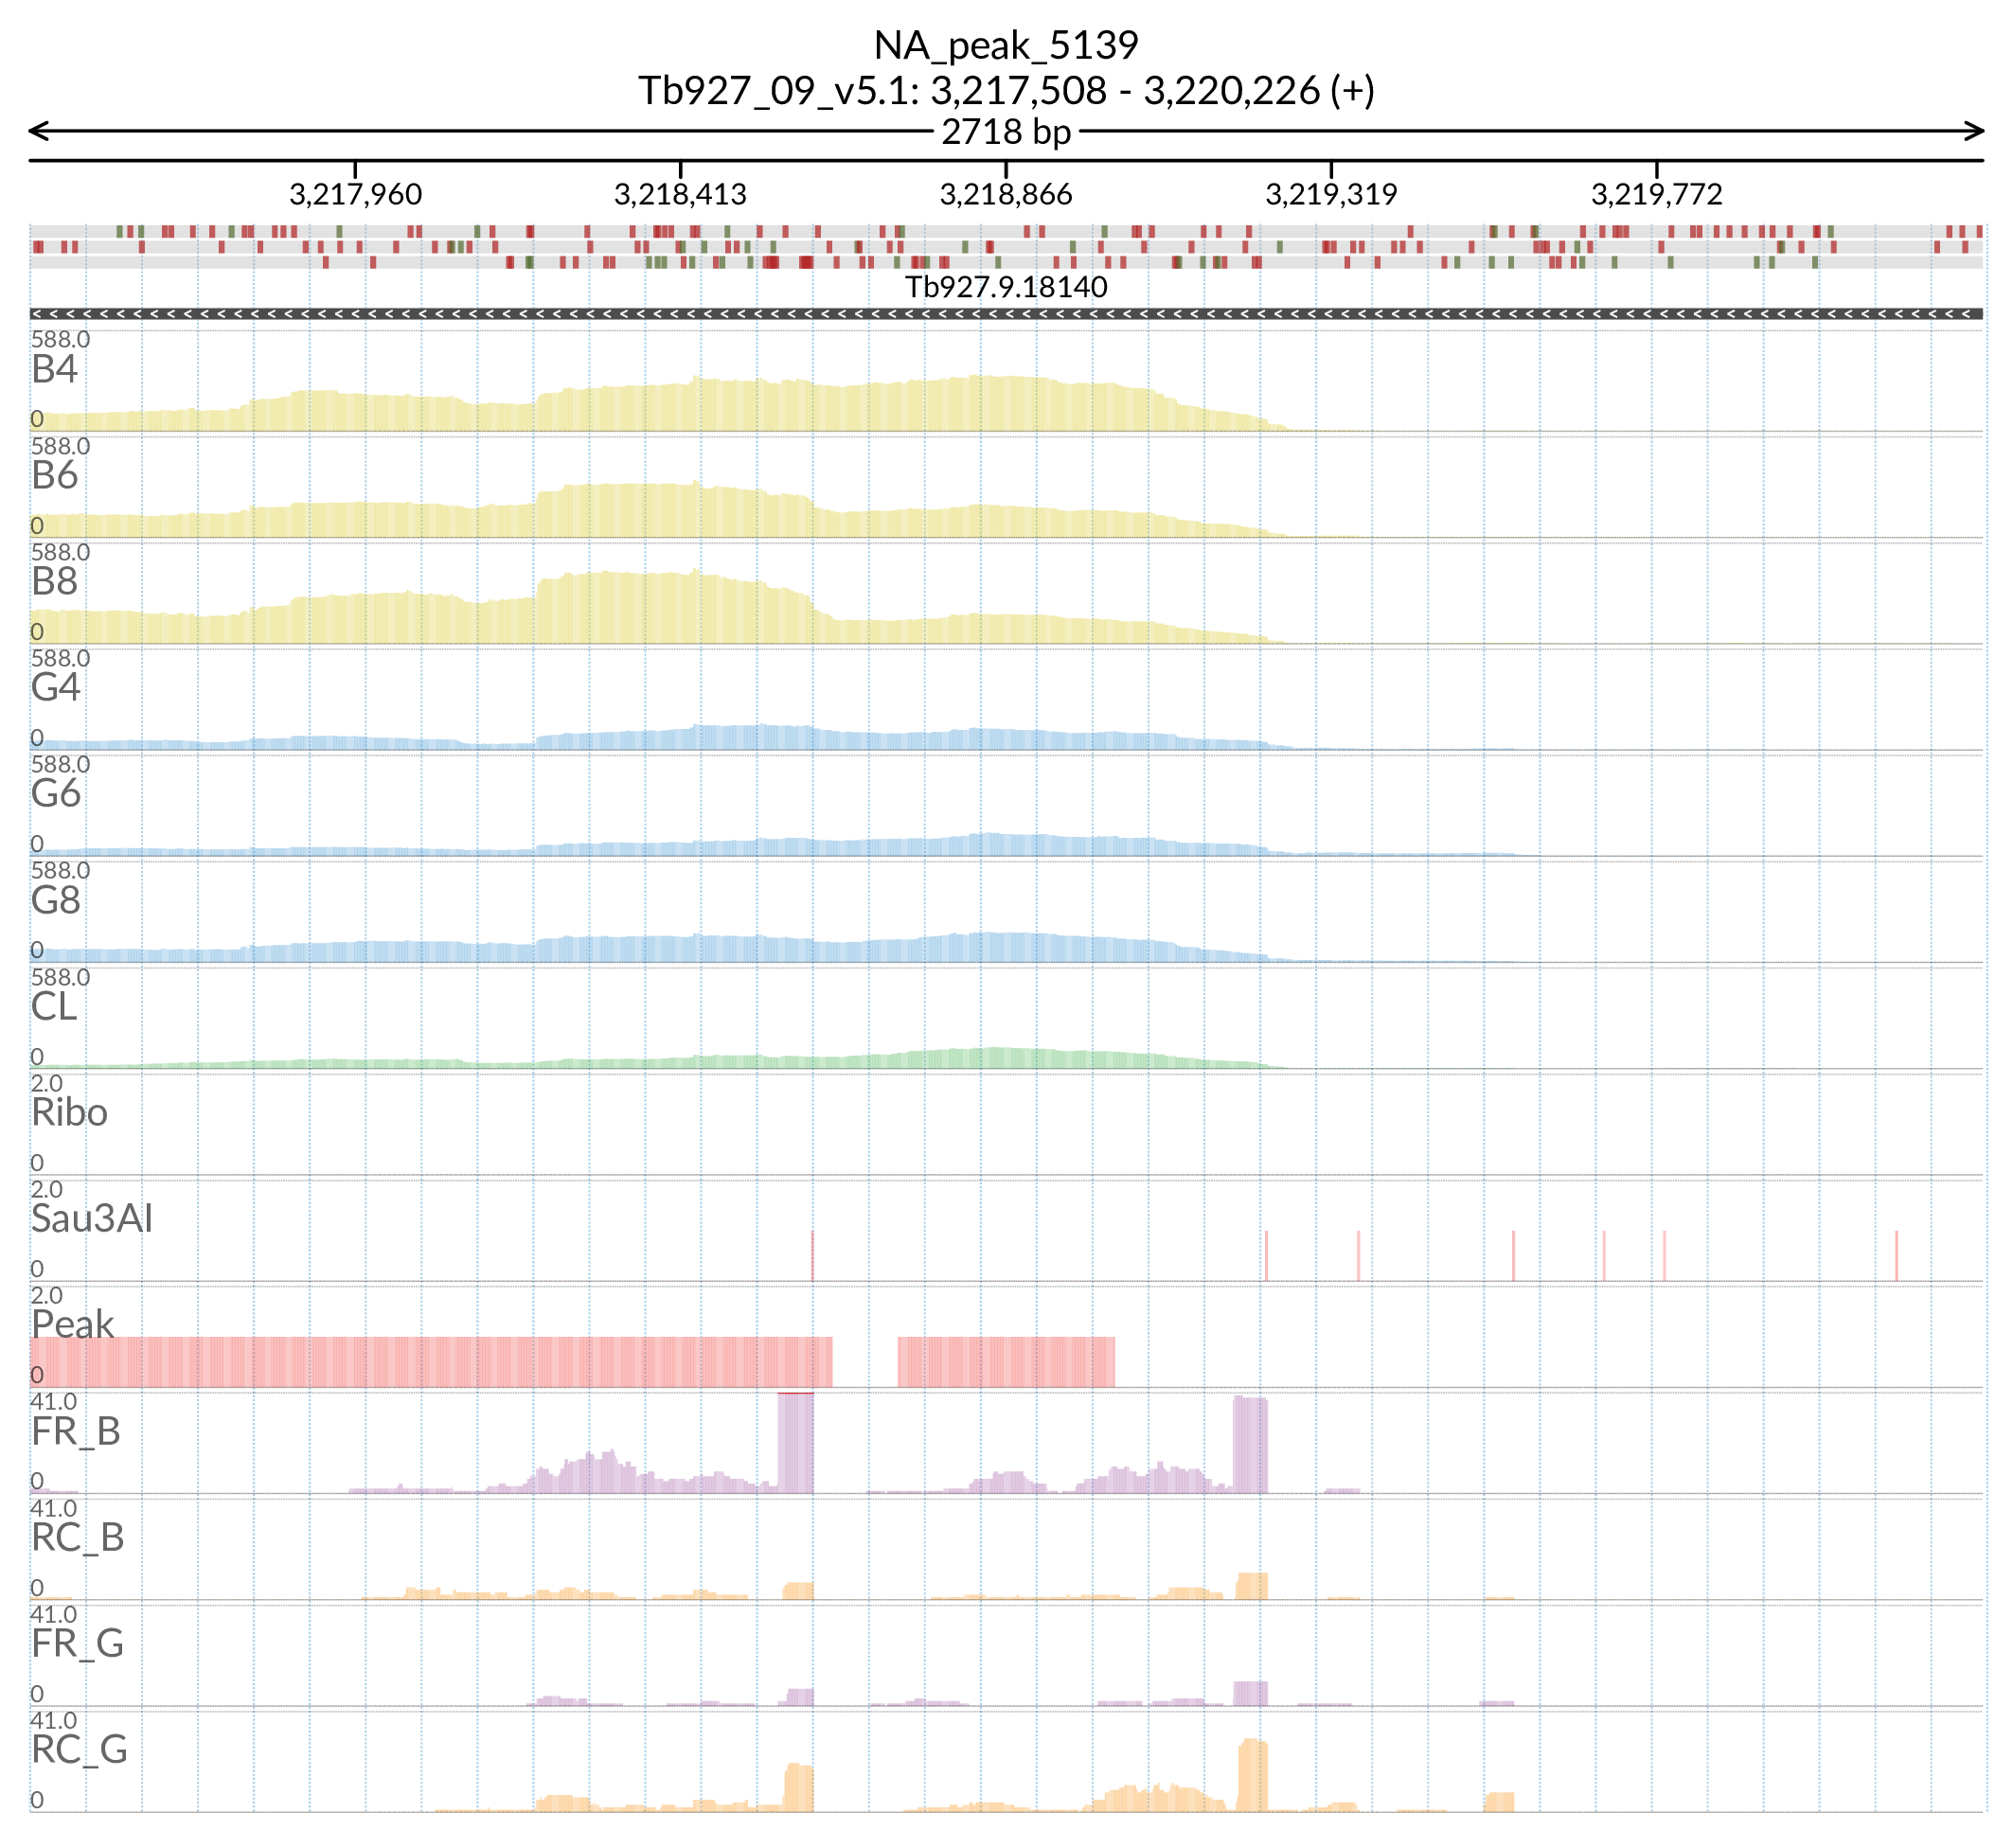 NA_peak_5139
Tb927_09_v5.1: 3,217,508 - 3,220,226 (+)
2718 bp
3,217,960 3,218,413 3,218,866 3,219,319 3,219,772
Tb927.9.18140
588.0
B4
0
588.0
B6
0
588.0
B8
0
588.0
G4
0
588.0
G6
0
588.0
G8
0
588.0
CL
0
2.0
Ribo
0
2.0
Sau3AI
0
2.0
Peak
0
41.0
FR_B
0
41.0
RC_B
0
41.0
FR_G
0
41.0
RC_G
0